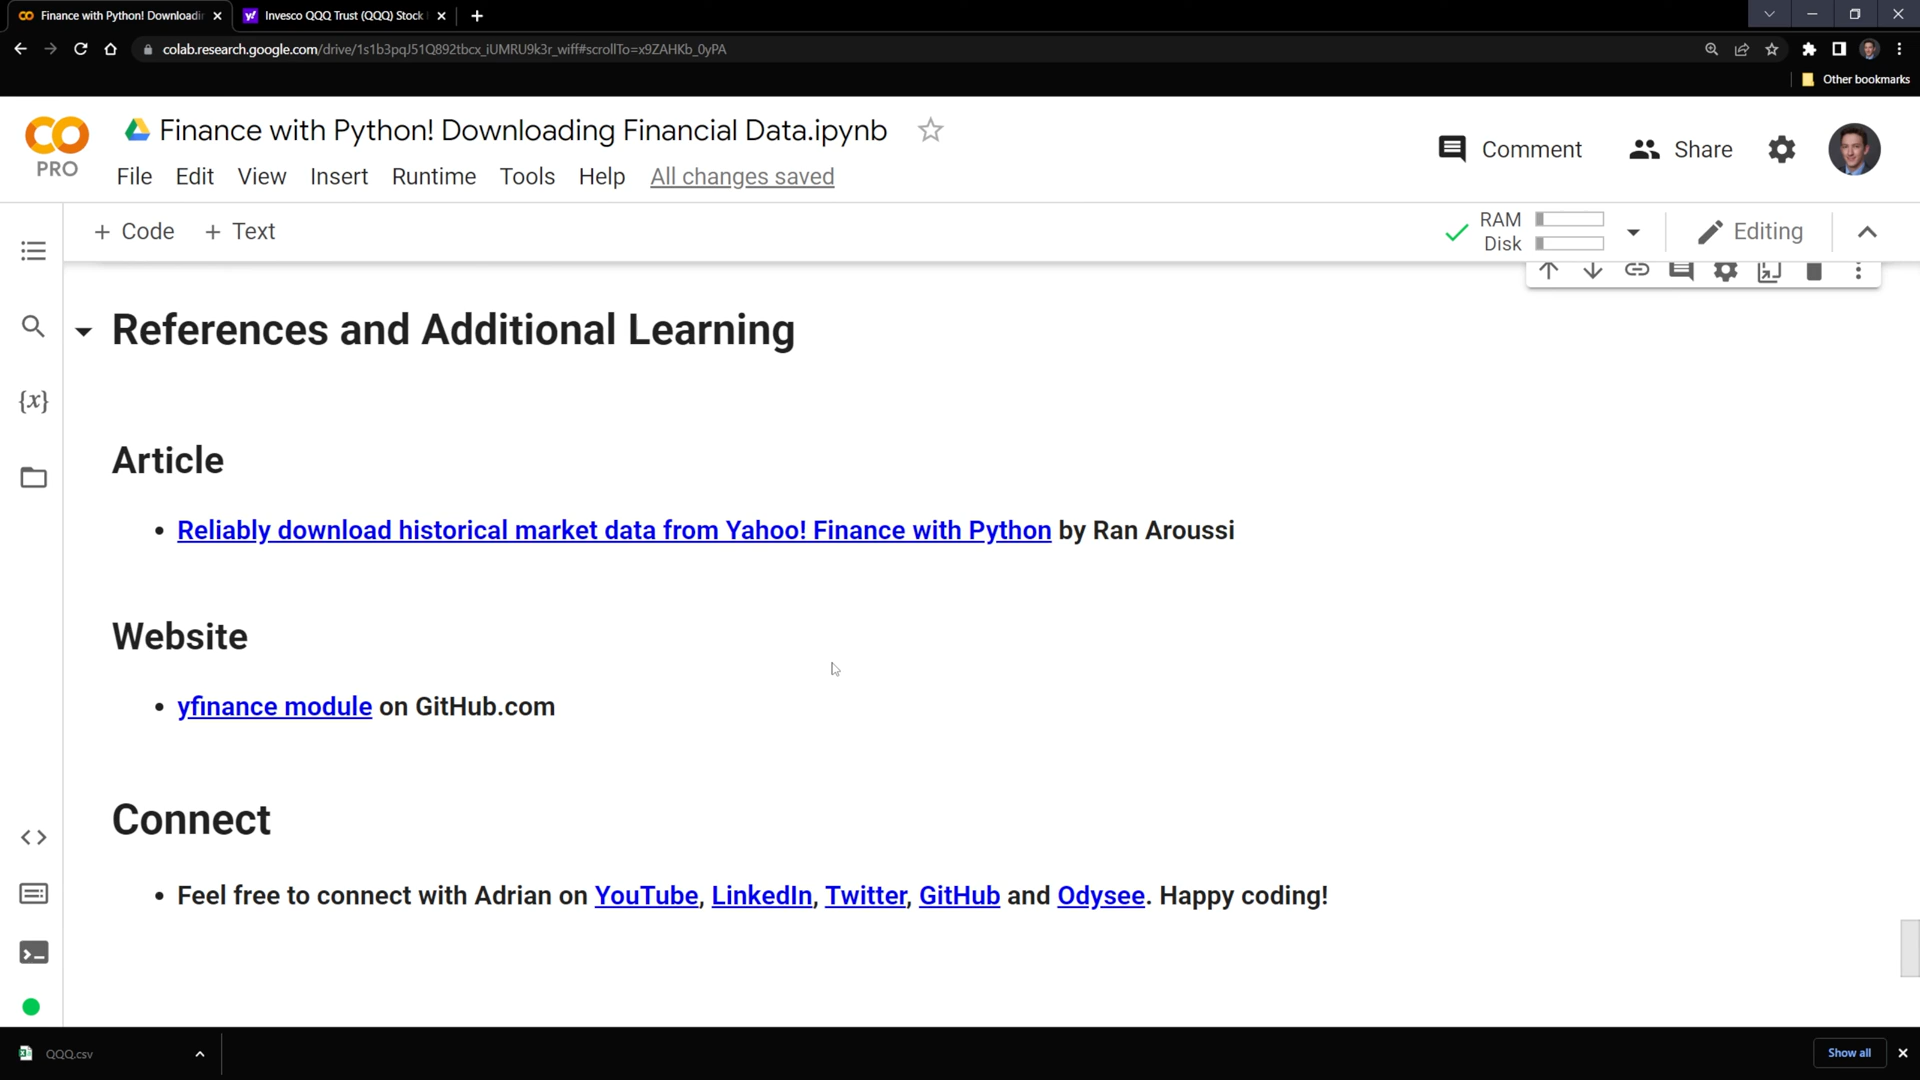 Finance with Python! Downloadin
Invesco QQQ Trust (QQQ) Stock
colab.research.google.com/drive/1s1b3pqJ51Q892tbcx_iUMRU9k3r_wiff#scrollTo=x9ZAHKb_0yPA
Other bookmarks
CO
PRO
Finance with Python! Downloading Financial Data.ipynb
Comment
Share
File Edit View Insert Runtime Tools Help All changes saved
+ Code + Text
RAM
Disk
Editing
{x}
References and Additional Learning
Article
• Reliably download historical market data from Yahoo! Finance with Python by Ran Aroussi
Website
• yfinance module on GitHub.com
Connect
• Feel free to connect with Adrian on YouTube, LinkedIn, Twitter, GitHub and Odysee. Happy coding!
QQQ.csv
Show all